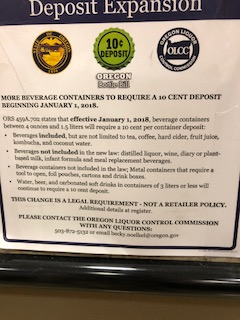 Deposit Expansion
OREGON LIQUOR
OLCC
CONTROL COMMISSION
10¢
DEPOSIT
OREGON
Bottle Bill
MORE BEVERAGE CONTAINERS TO REQUIRE A 10 CENT DEPOSIT
BEGINNING JANUARY 1, 2018.
ORS 459A.702 states that effective January 1, 2018, beverage containers
between 4 ounces and 1.5 liters will require a 10 cent per container deposit:
• Beverages included, but are not limited to tea, coffee, hard cider, fruit juice,
kombucha, and coconut water.
• Beverages not included in the new law: distilled liquor, wine, diary or plant-
based milk, infant formula and meal replacement beverages.
• Beverage containers not included in the law; Metal containers that require a
tool to open, foil pouches, cartons and drink boxes.
• Water, beer, and carbonated soft drinks in containers of 3 liters or less will
continue to require a 10 cent deposit.
THIS CHANGE IS A LEGAL REQUIREMENT - NOT A RETAILER POLICY.
Additional details at register.
PLEASE CONTACT THE OREGON LIQUOR CONTROL COMMISSION
WITH ANY QUESTIONS:
503-872-5132 or email becky.noelkel@oregon.gov